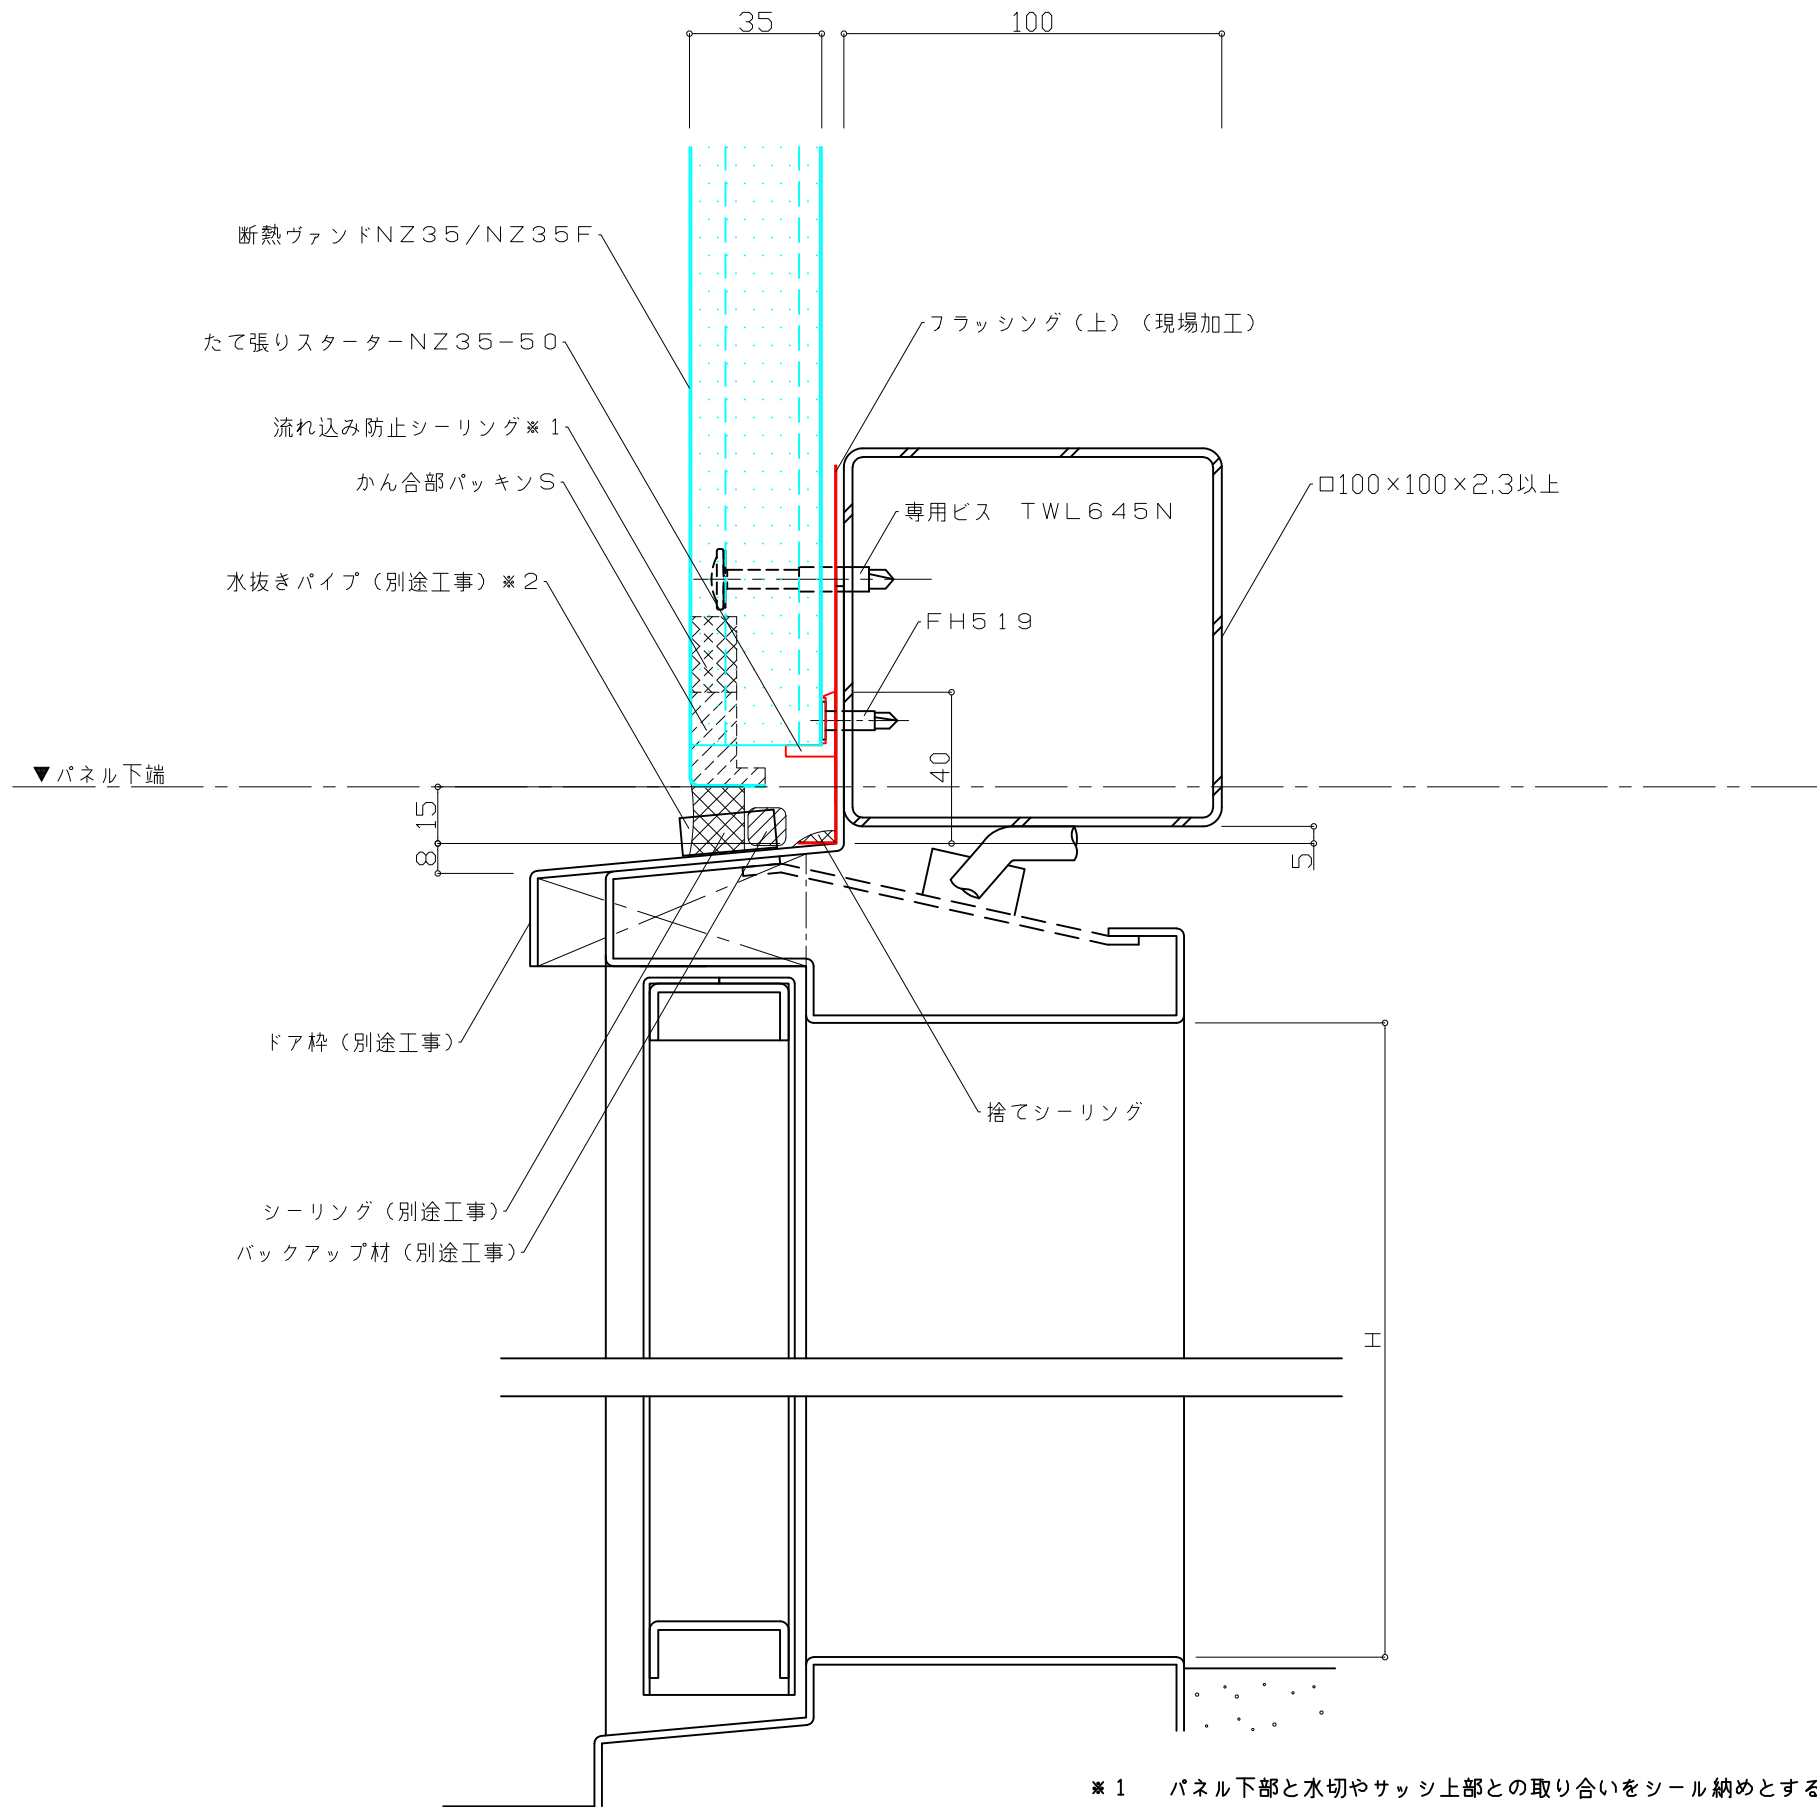 35
100
断熱ヴァンドNZ35/NZ35F
フラッシング(上)(現場加工)
たて張りスターターNZ35-50
流れ込み防止シーリング※1
かん合部パッキンS
□100×100×2.3以上
専用ビス TWL645N
水抜きパイプ(別途工事)※2
FH519
40
▼パネル下端
15
8
5
ドア枠(別途工事)
捨てシーリング
シーリング(別途工事)
バックアップ材(別途工事)
H
※1 パネル下部と水切やサッシ上部との取り合いをシール納めとする